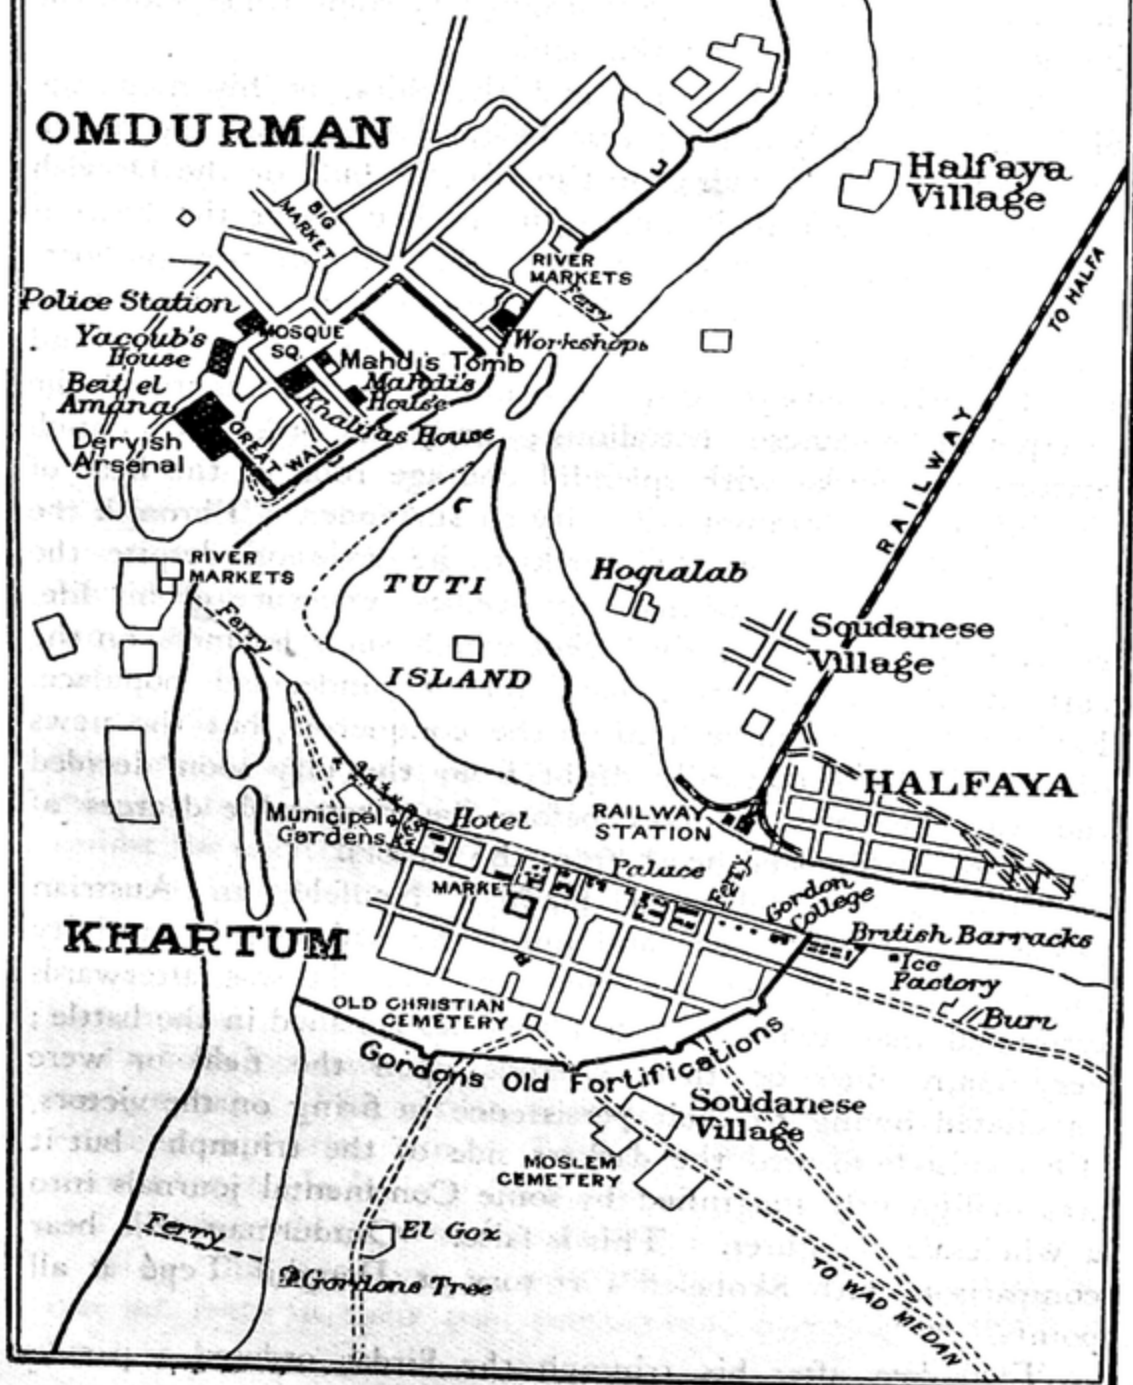 OMDURMAN
Halfaya
Village
BIG
MARKET
RIVER
MARKETS
Ferry
TO HALFA
Police Station
MOSQUE
SQ.
Workshops
Yacoub's
House
Mahdi's Tomb
Mahdi's
House
Beit el
Amana
Khalifas House
Dervish
Arsenal
GREAT WALL
RAILWAY
RIVER
MARKETS
TUTI
ISLAND
Hogialab
Ferry
Soudanese
Village
HALFAYA
Municipal
Gardens
Hotel
RAILWAY
STATION
Palace
Ferry
MARKET
Gordon
College
British Barracks
KHARTUM
Ice
Factory
Buri
OLD CHRISTIAN
CEMETERY
Gordons Old Fortifications
Soudanese
Village
MOSLEM
CEMETERY
Ferry
El Goz
Gordons Tree
TO WAD MEDAN